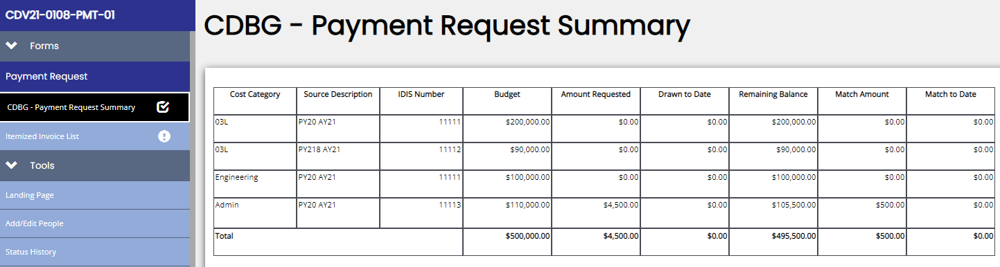 CDV21-0108-PMT-01
Forms
Payment Request
CDBG - Payment Request Summary
Itemized Invoice List
Tools
Landing Page
Add/Edit People
Status History
CDBG - Payment Request Summary
Cost Category Source Description IDIS Number Budget Amount Requested Drawn to Date Remaining Balance Match Amount Match to Date
03L PY20 AY21 11111 $200,000.00 $0.00 $0.00 $200,000.00 $0.00 $0.00
03L PY218 AY21 11112 $90,000.00 $0.00 $0.00 $90,000.00 $0.00 $0.00
Engineering PY20 AY21 11111 $100,000.00 $0.00 $0.00 $100,000.00 $0.00 $0.00
Admin PY20 AY21 11113 $110,000.00 $4,500.00 $0.00 $105,500.00 $500.00 $0.00
Total $500,000.00 $4,500.00 $0.00 $495,500.00 $500.00 $0.00